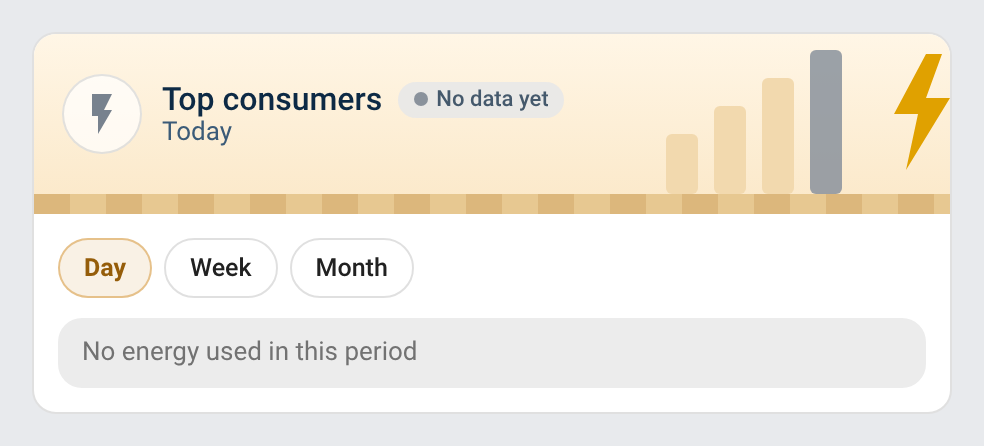 Top consumers
No data yet
Today
Day
Week
Month
No energy used in this period